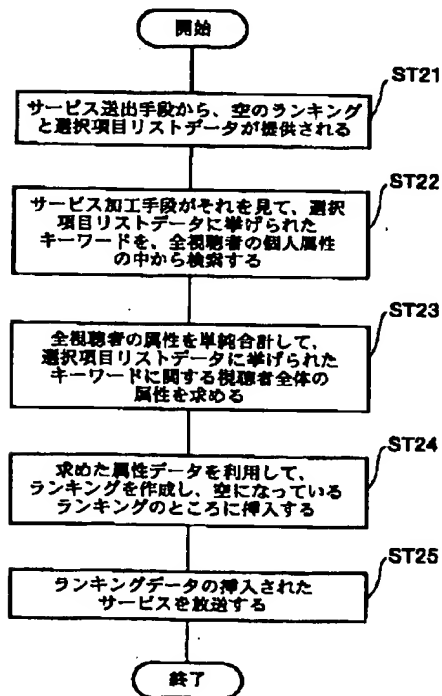 開始
ST21
サービス送出手段から、空のランキング
と選択項目リストデータが提供される
ST22
サービス加工手段がそれを見て、選択
項目リストデータに挙げられた
キーワードを、全視聴者の個人属性
の中から検索する
ST23
全視聴者の属性を単純合計して、
選択項目リストデータに挙げられた
キーワードに関する視聴者全体の
属性を求める
ST24
求めた属性データを利用して、
ランキングを作成し、空になっている
ランキングのところに挿入する
ST25
ランキングデータの挿入された
サービスを放送する
終了